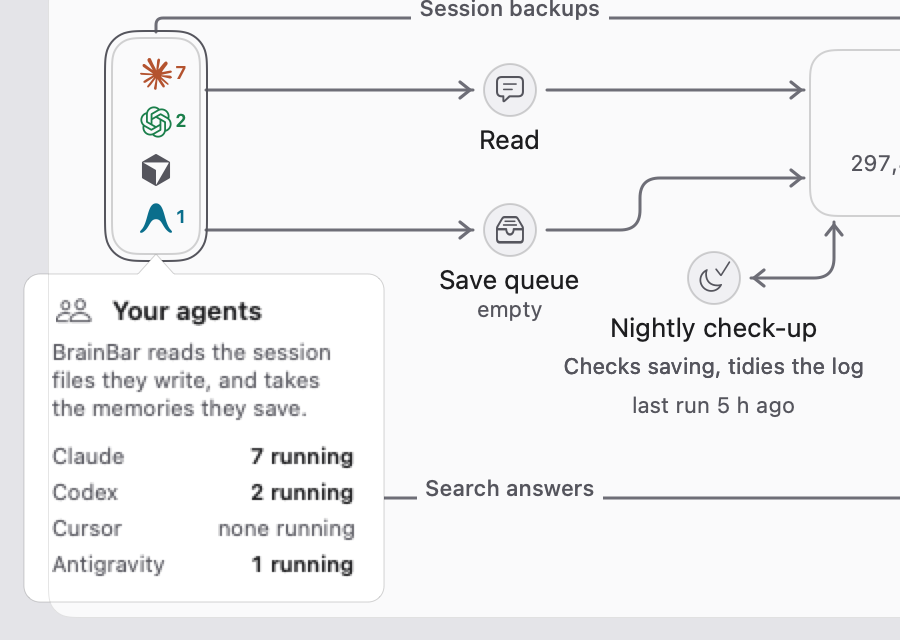 Session backups
7
2
1
Read
297,
Save queue
empty
Nightly check-up
Checks saving, tidies the log
last run 5 h ago
Your agents
BrainBar reads the session
files they write, and takes
the memories they save.
Claude 7 running
Codex 2 running
Cursor none running
Antigravity 1 running
Search answers